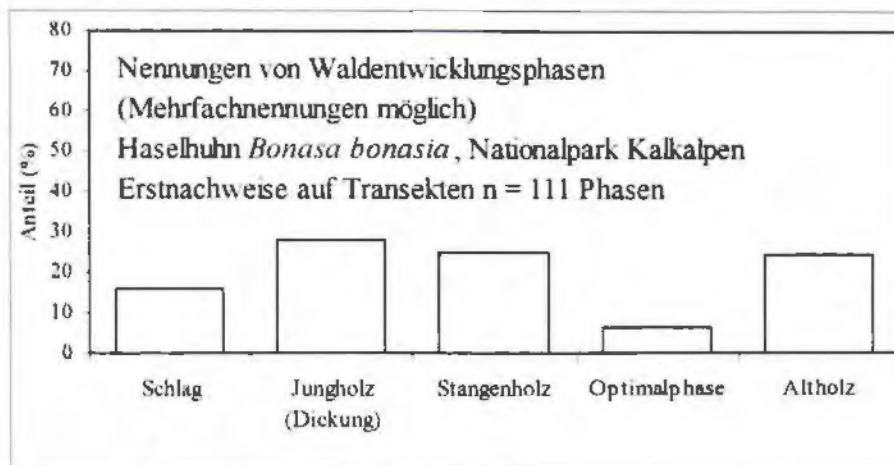 Nennungen von Waldentwicklungsphasen
(Mehrfachnennungen möglich)
Haselhuhn Bonasa bonasia, Nationalpark Kalkalpen
Erstnachweise auf Transekten n = 111 Phasen
Anteil (%)
80
70
60
50
40
30
20
10
0
Schlag
Jungholz
(Dickung)
Stangenholz
Optimalphase
Altholz